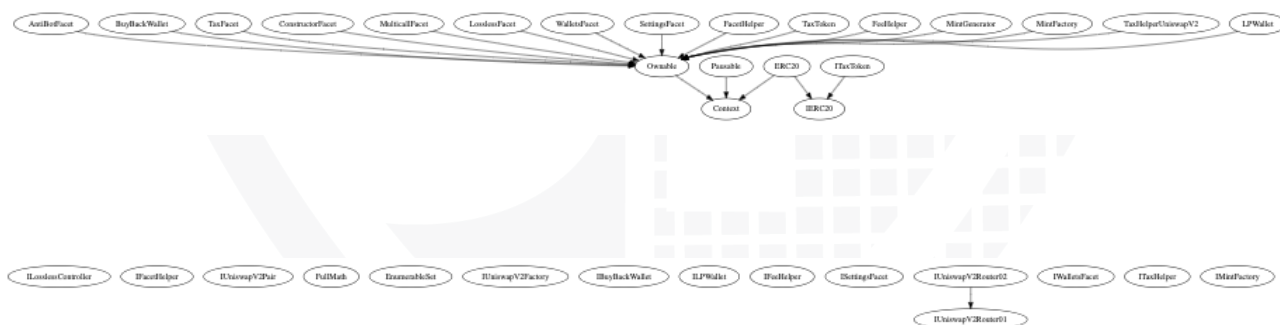 AntiBotFacet BuyBackWallet TaxFacet ConstructorFacet MulticallFacet LosslessFacet WalletsFacet SettingsFacet FacetHelper TaxToken FeeHelper MintGenerator MintFactory TaxHelperUniswapV2 LPWallet
Ownable Pausable ERC20 ITaxToken
Context IERC20
ILosslessController IFacetHelper IUniswapV2Pair FullMath EnumerableSet IUniswapV2Factory IBuyBackWallet ILPWallet IFeeHelper ISettingsFacet IUniswapV2Router02 IWalletsFacet ITaxHelper IMintFactory
IUniswapV2Router01